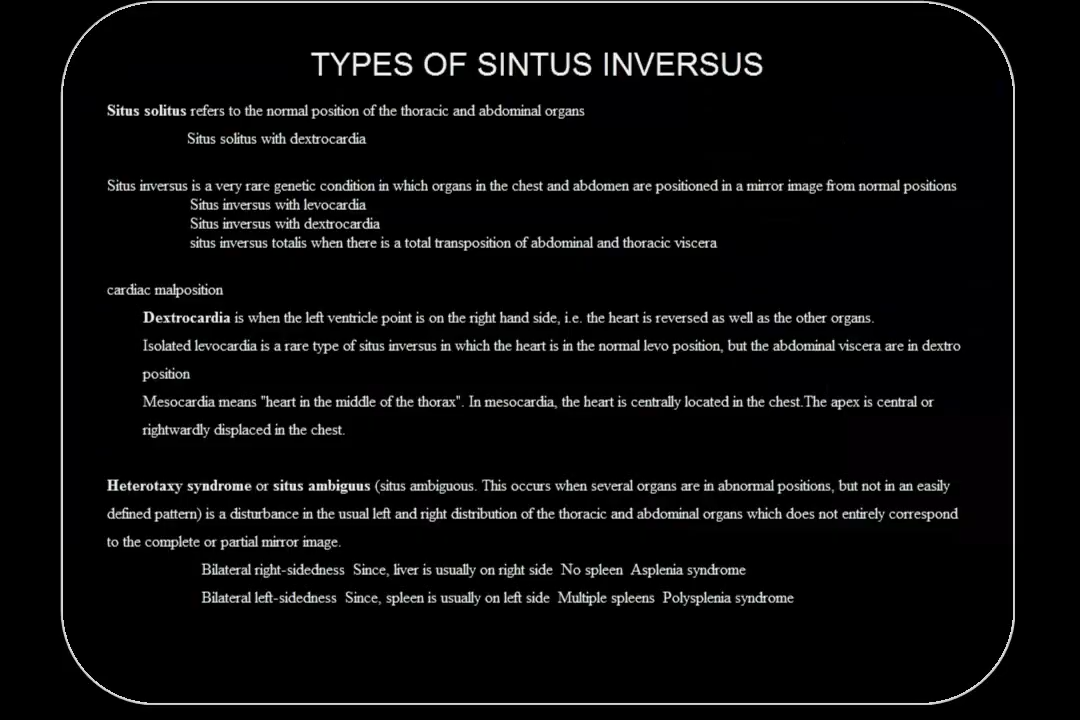 TYPES OF SINTUS INVERSUS
Situs solitus refers to the normal position of the thoracic and abdominal organs
Situs solitus with dextrocardia
Situs inversus is a very rare genetic condition in which organs in the chest and abdomen are positioned in a mirror image from normal positions
Situs inversus with levocardia
Situs inversus with dextrocardia
situs inversus totalis when there is a total transposition of abdominal and thoracic viscera
cardiac malposition
Dextrocardia is when the left ventricle point is on the right hand side, i.e. the heart is reversed as well as the other organs.
Isolated levocardia is a rare type of situs inversus in which the heart is in the normal levo position, but the abdominal viscera are in dextro
position
Mesocardia means "heart in the middle of the thorax". In mesocardia, the heart is centrally located in the chest.The apex is central or
rightwardly displaced in the chest.
Heterotaxy syndrome or situs ambiguus (situs ambiguous. This occurs when several organs are in abnormal positions, but not in an easily
defined pattern) is a disturbance in the usual left and right distribution of the thoracic and abdominal organs which does not entirely correspond
to the complete or partial mirror image.
Bilateral right-sidedness Since, liver is usually on right side No spleen Asplenia syndrome
Bilateral left-sidedness Since, spleen is usually on left side Multiple spleens Polysplenia syndrome